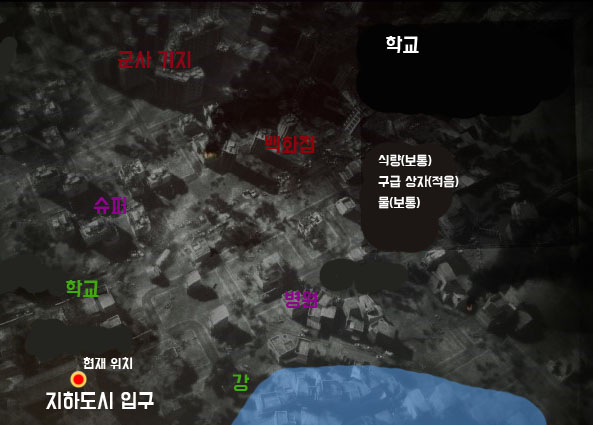 학교
군사 기지
백화점
식량(보통)
구급 상자(적음)
물(보통)
슈퍼
학교
병원
현재 위치
강
지하도시 입구